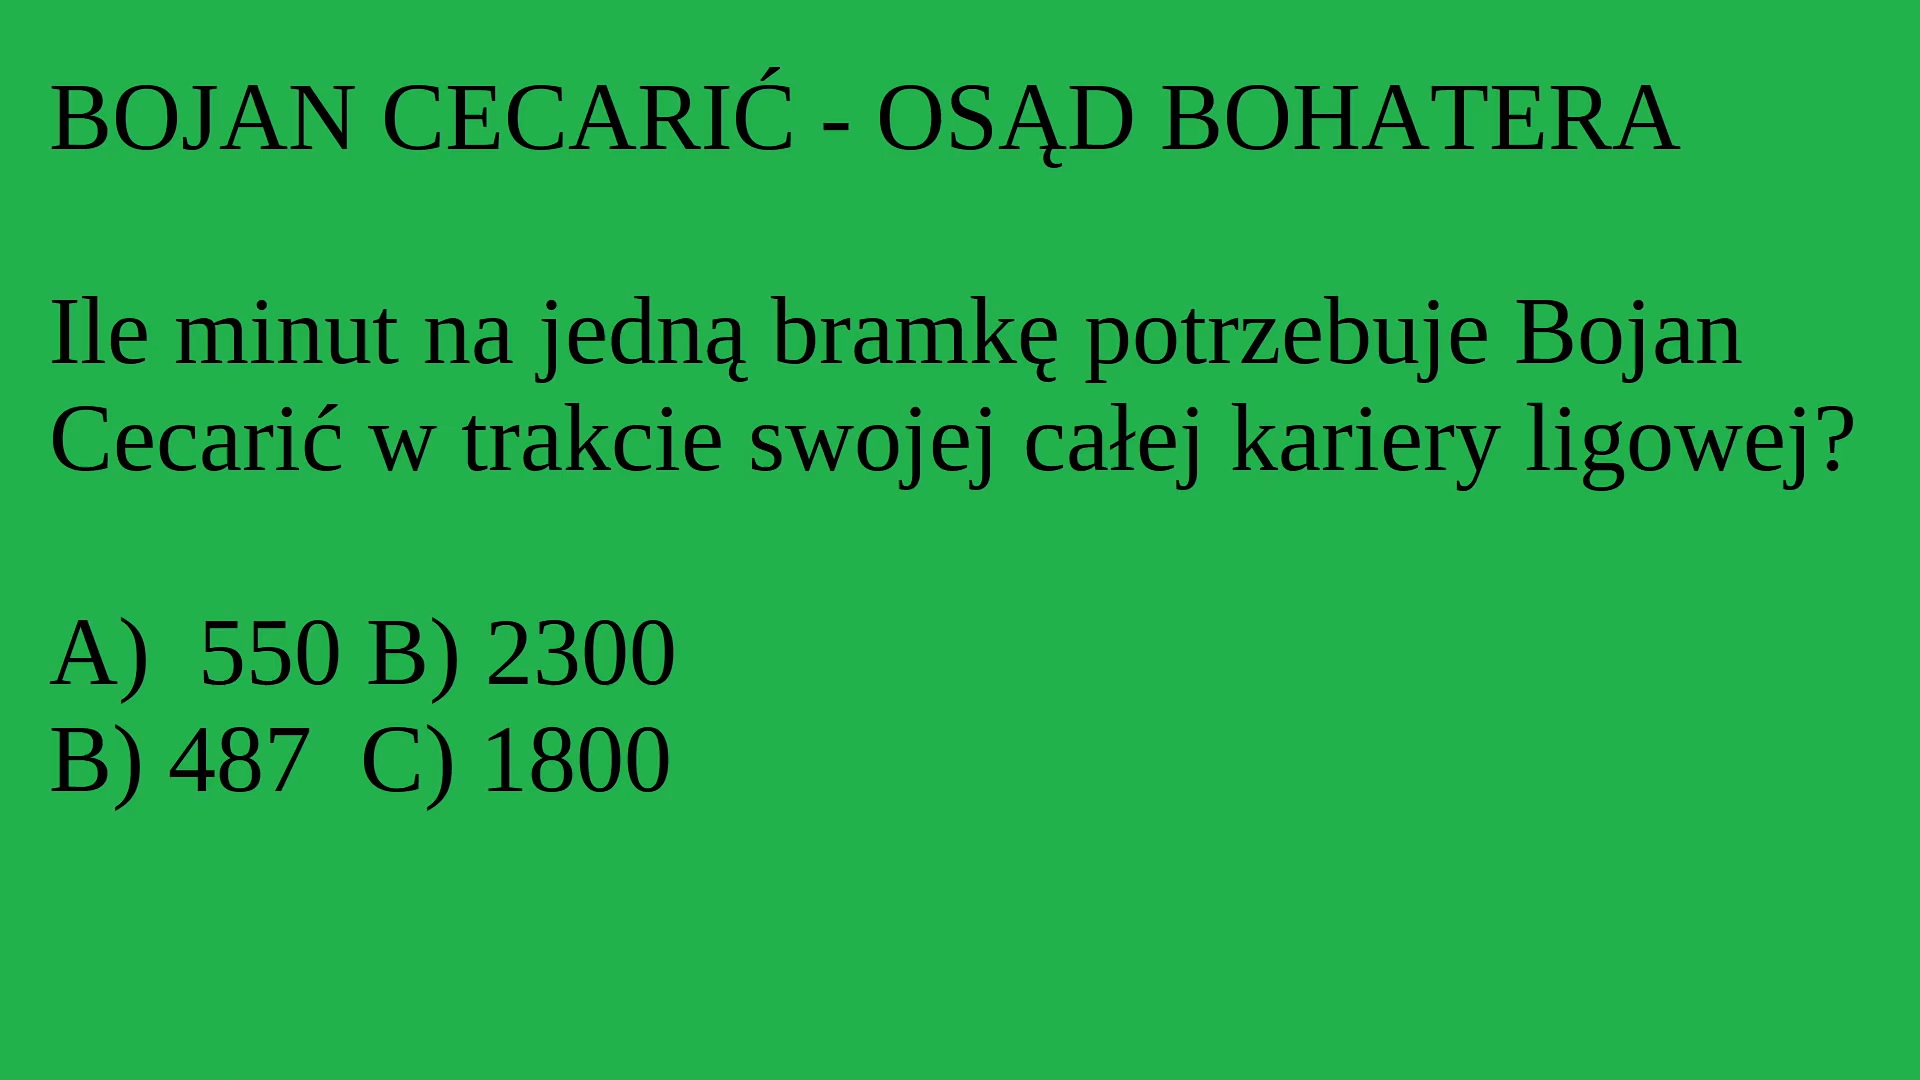 BOJAN CECARIĆ - OSĄD BOHATERA
Ile minut na jedną bramkę potrzebuje Bojan
Cecarić w trakcie swojej całej kariery ligowej?
A)  550 B) 2300
B) 487  C) 1800